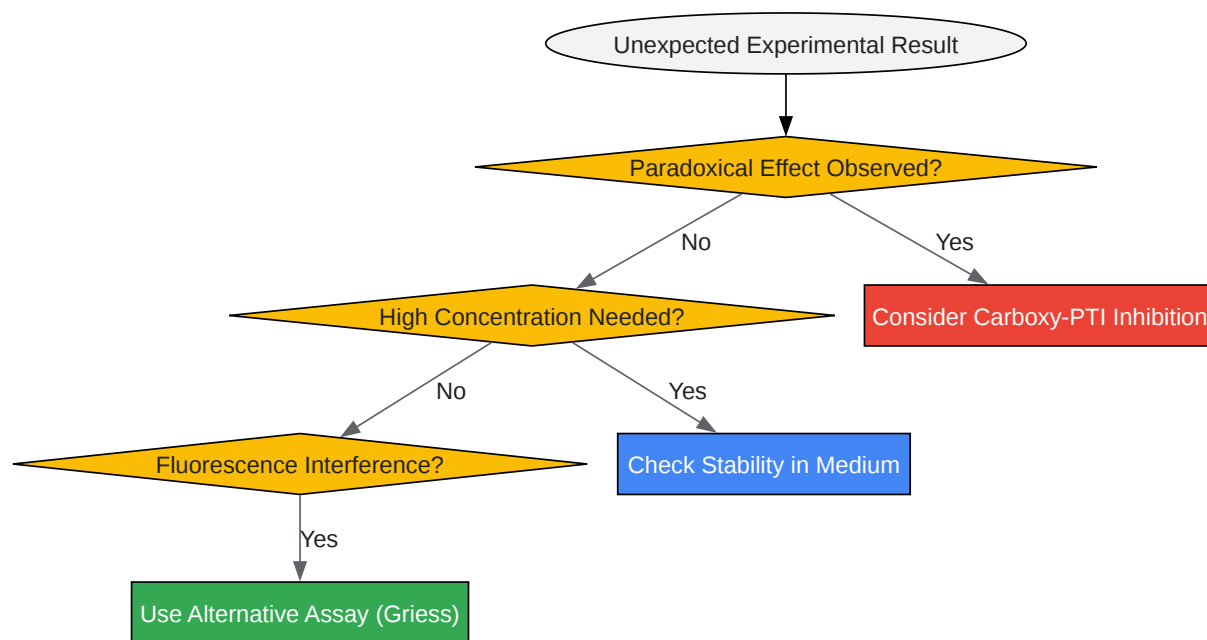 Unexpected Experimental Result
Paradoxical Effect Observed?
No
Yes
High Concentration Needed?
Consider Carboxy-PTI Inhibition
No
Yes
Fluorescence Interference?
Check Stability in Medium
Yes
Use Alternative Assay (Griess)